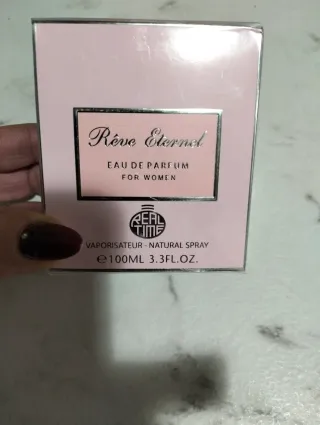 Rêve Eternel
EAU DE PARFUM
FOR WOMEN
REAL
TIME
VAPORISATEUR - NATURAL SPRAY
℮100ML 3.3FL.OZ.